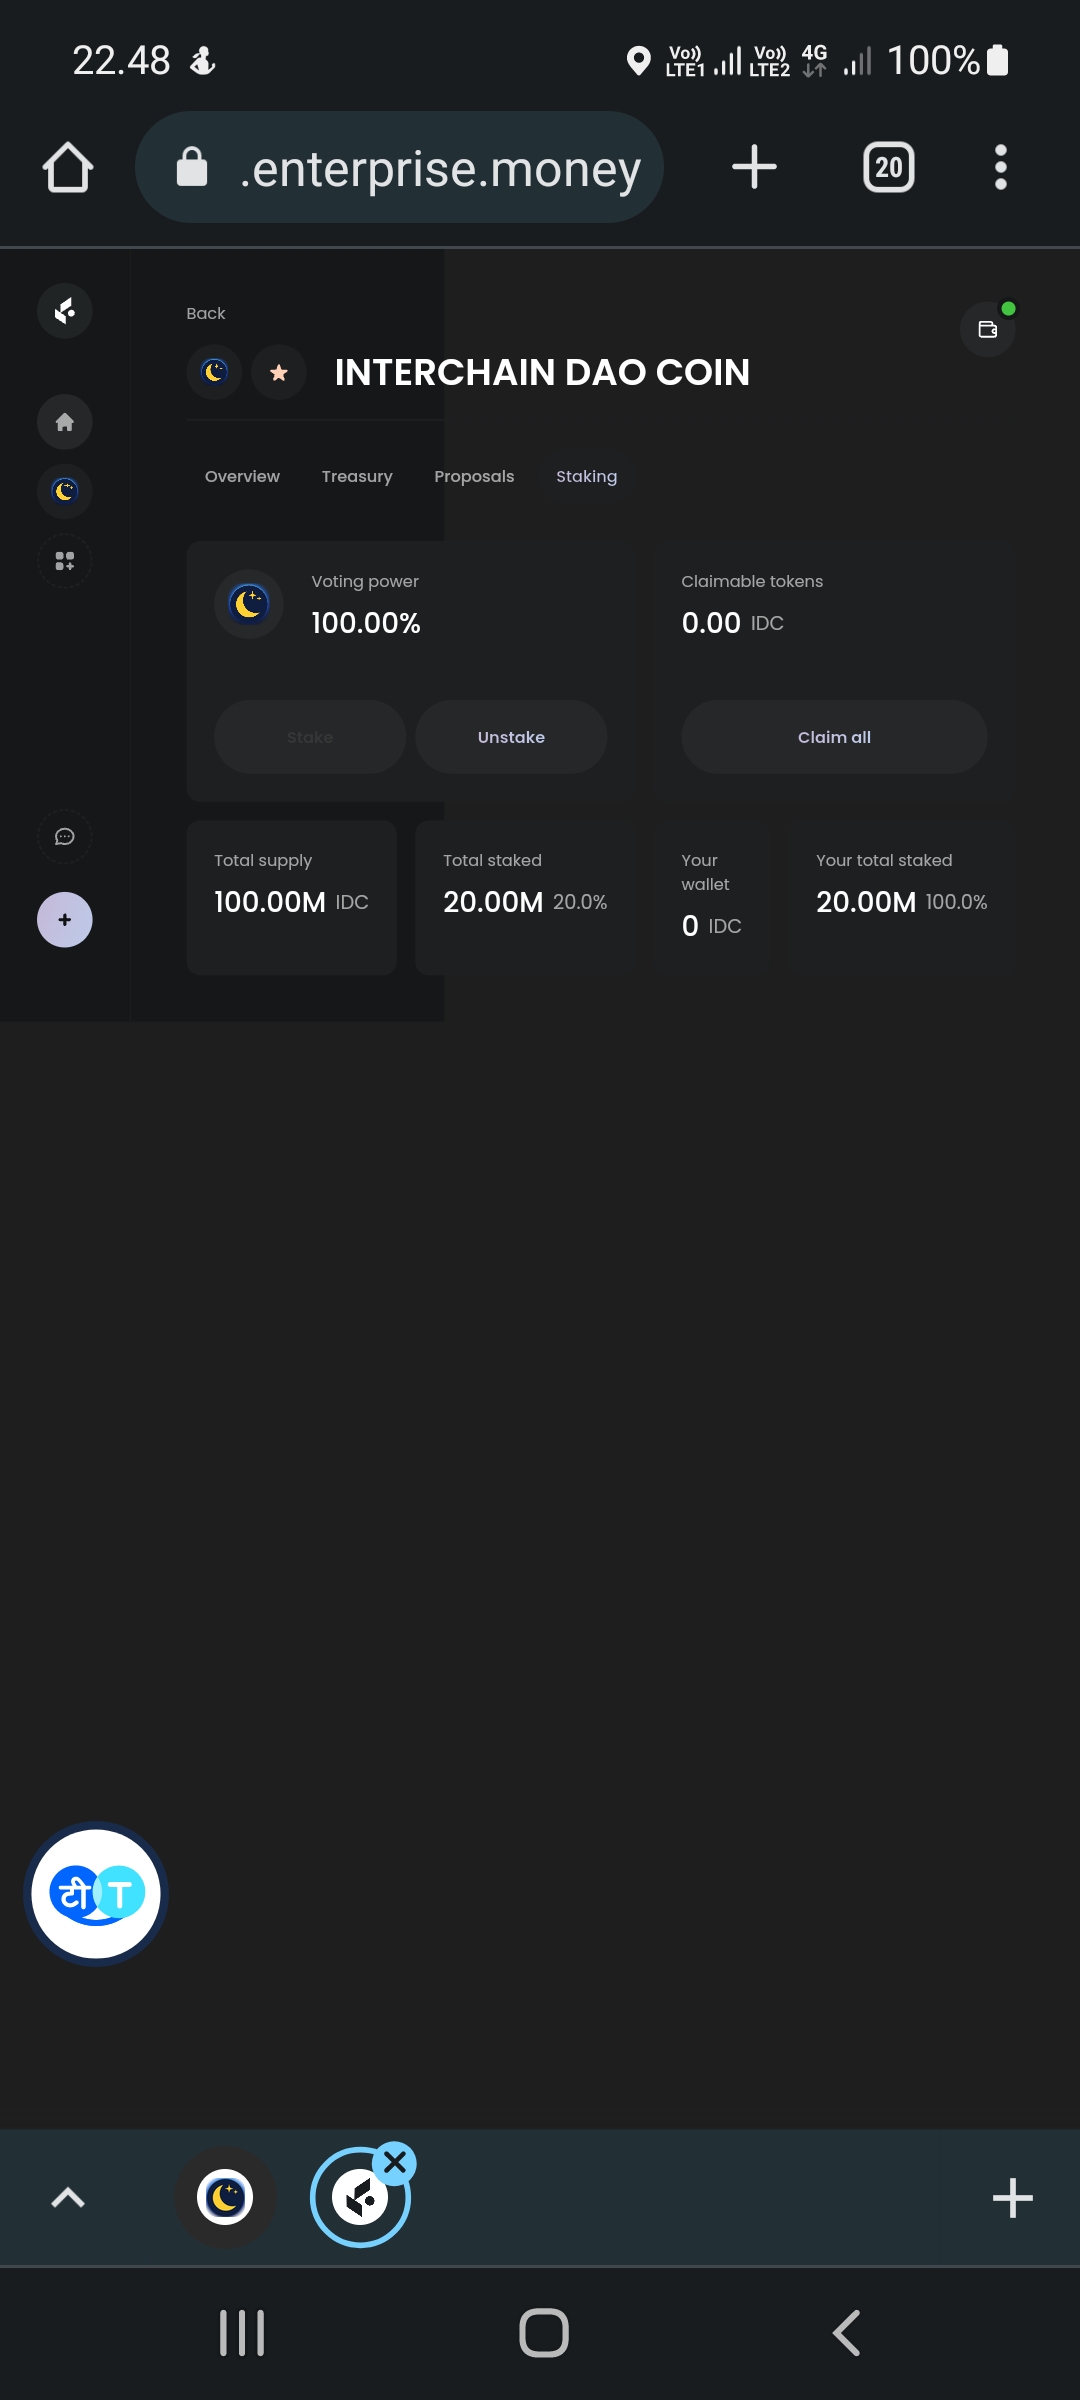 22.48
Vo)) LTE1 Vo)) LTE2 4G 100%
.enterprise.money
20
Back
INTERCHAIN DAO COIN
Overview Treasury Proposals Staking
Voting power
100.00%
Claimable tokens
0.00 IDC
Stake Unstake Claim all
Total supply
100.00M IDC
Total staked
20.00M 20.0%
Your
wallet
0 IDC
Your total staked
20.00M 100.0%
टी T